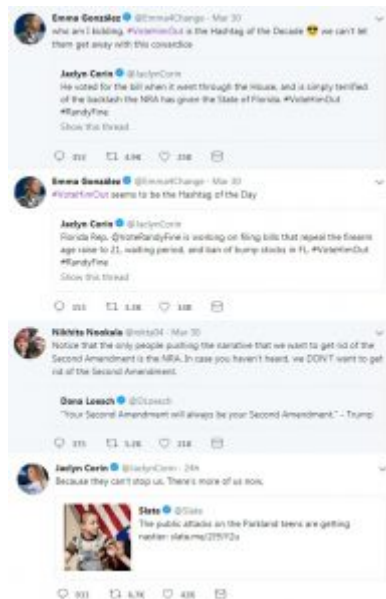 Emma González @Emma4Change · Mar 30
who am I kidding, #VoteHimOut is the Hashtag of the Decade 😎 we can't let
them get away with this cowardice
Jaclyn Corin @JaclynCorin
He voted for the bill when it went through the House, and is simply terrified
of the backlash the NRA has given the State of Florida. #VoteHimOut
#RandyFine
Show this thread
Emma González @Emma4Change · Mar 30
#VoteHimOut seems to be the Hashtag of the Day
Jaclyn Corin @JaclynCorin
Florida Rep. @VoteRandyFine is working on filing bills that repeal the firearm
age raise to 21, waiting period, and ban of bump stocks in FL. #VoteHimOut
#RandyFine
Show this thread
Nikhita Nookala · Mar 30
Notice that the only people pushing the narrative that we want to get rid of the
Second Amendment is the NRA. In case you haven't heard, we DON'T want to get
rid of the Second Amendment.
Dana Loesch @DLoesch
"Your Second Amendment will always be your Second Amendment." - Trump
Jaclyn Corin @JaclynCorin · 24h
Because they can't stop us. There's more of us now.
Slate @Slate
The public attacks on the Parkland teens are getting
nastier: